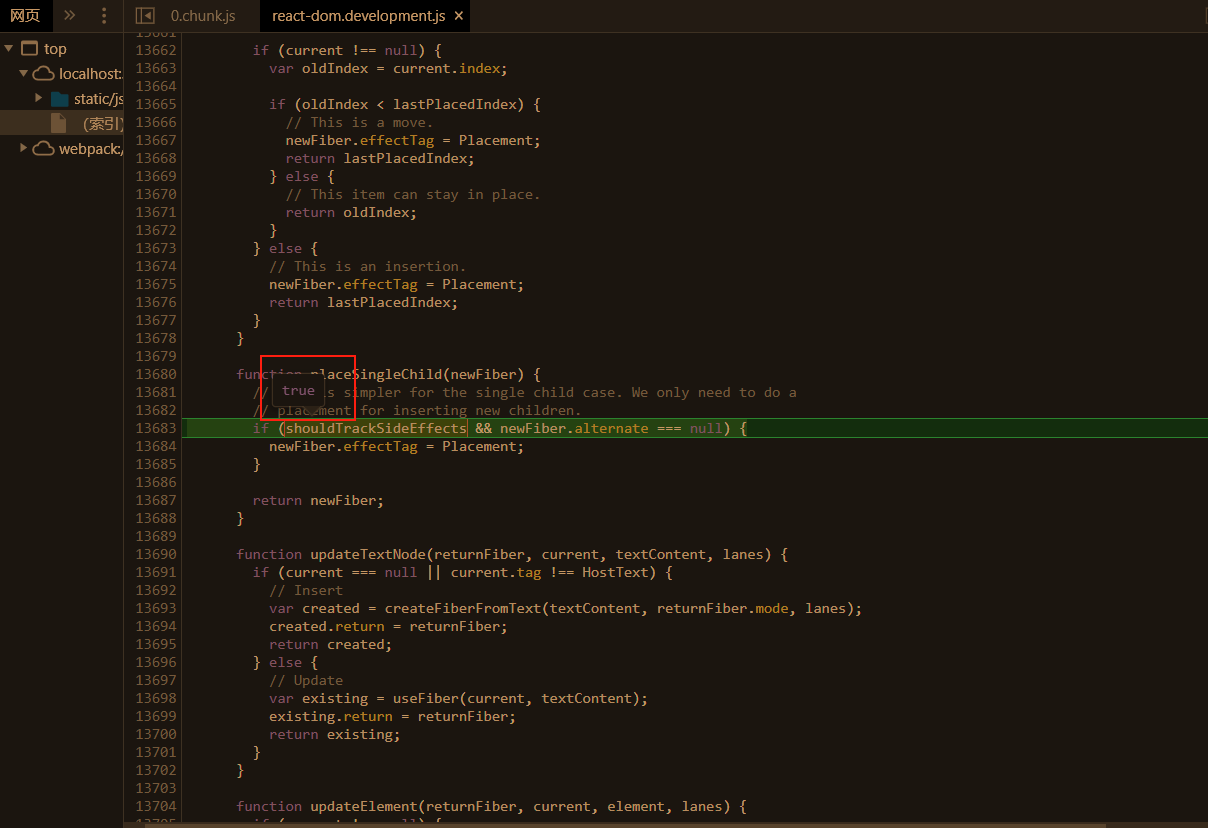 网页 0.chunk.js react-dom.development.js ×
top
localhost:
static/js
(索引)
webpack:/
13661
13662 if (current !== null) {
13663 var oldIndex = current.index;
13664
13665 if (oldIndex < lastPlacedIndex) {
13666 // This is a move.
13667 newFiber.effectTag = Placement;
13668 return lastPlacedIndex;
13669 } else {
13670 // This item can stay in place.
13671 return oldIndex;
13672 }
13673 } else {
13674 // This is an insertion.
13675 newFiber.effectTag = Placement;
13676 return lastPlacedIndex;
13677 }
13678 }
13679
13680 function placeSingleChild(newFiber) {
true
13681 // simpler for the single child case. We only need to do a
13682 // placement for inserting new children.
13683 if (shouldTrackSideEffects && newFiber.alternate === null) {
13684 newFiber.effectTag = Placement;
13685 }
13686
13687 return newFiber;
13688 }
13689
13690 function updateTextNode(returnFiber, current, textContent, lanes) {
13691 if (current === null || current.tag !== HostText) {
13692 // Insert
13693 var created = createFiberFromText(textContent, returnFiber.mode, lanes);
13694 created.return = returnFiber;
13695 return created;
13696 } else {
13697 // Update
13698 var existing = useFiber(current, textContent);
13699 existing.return = returnFiber;
13700 return existing;
13701 }
13702 }
13703
13704 function updateElement(returnFiber, current, element, lanes) {